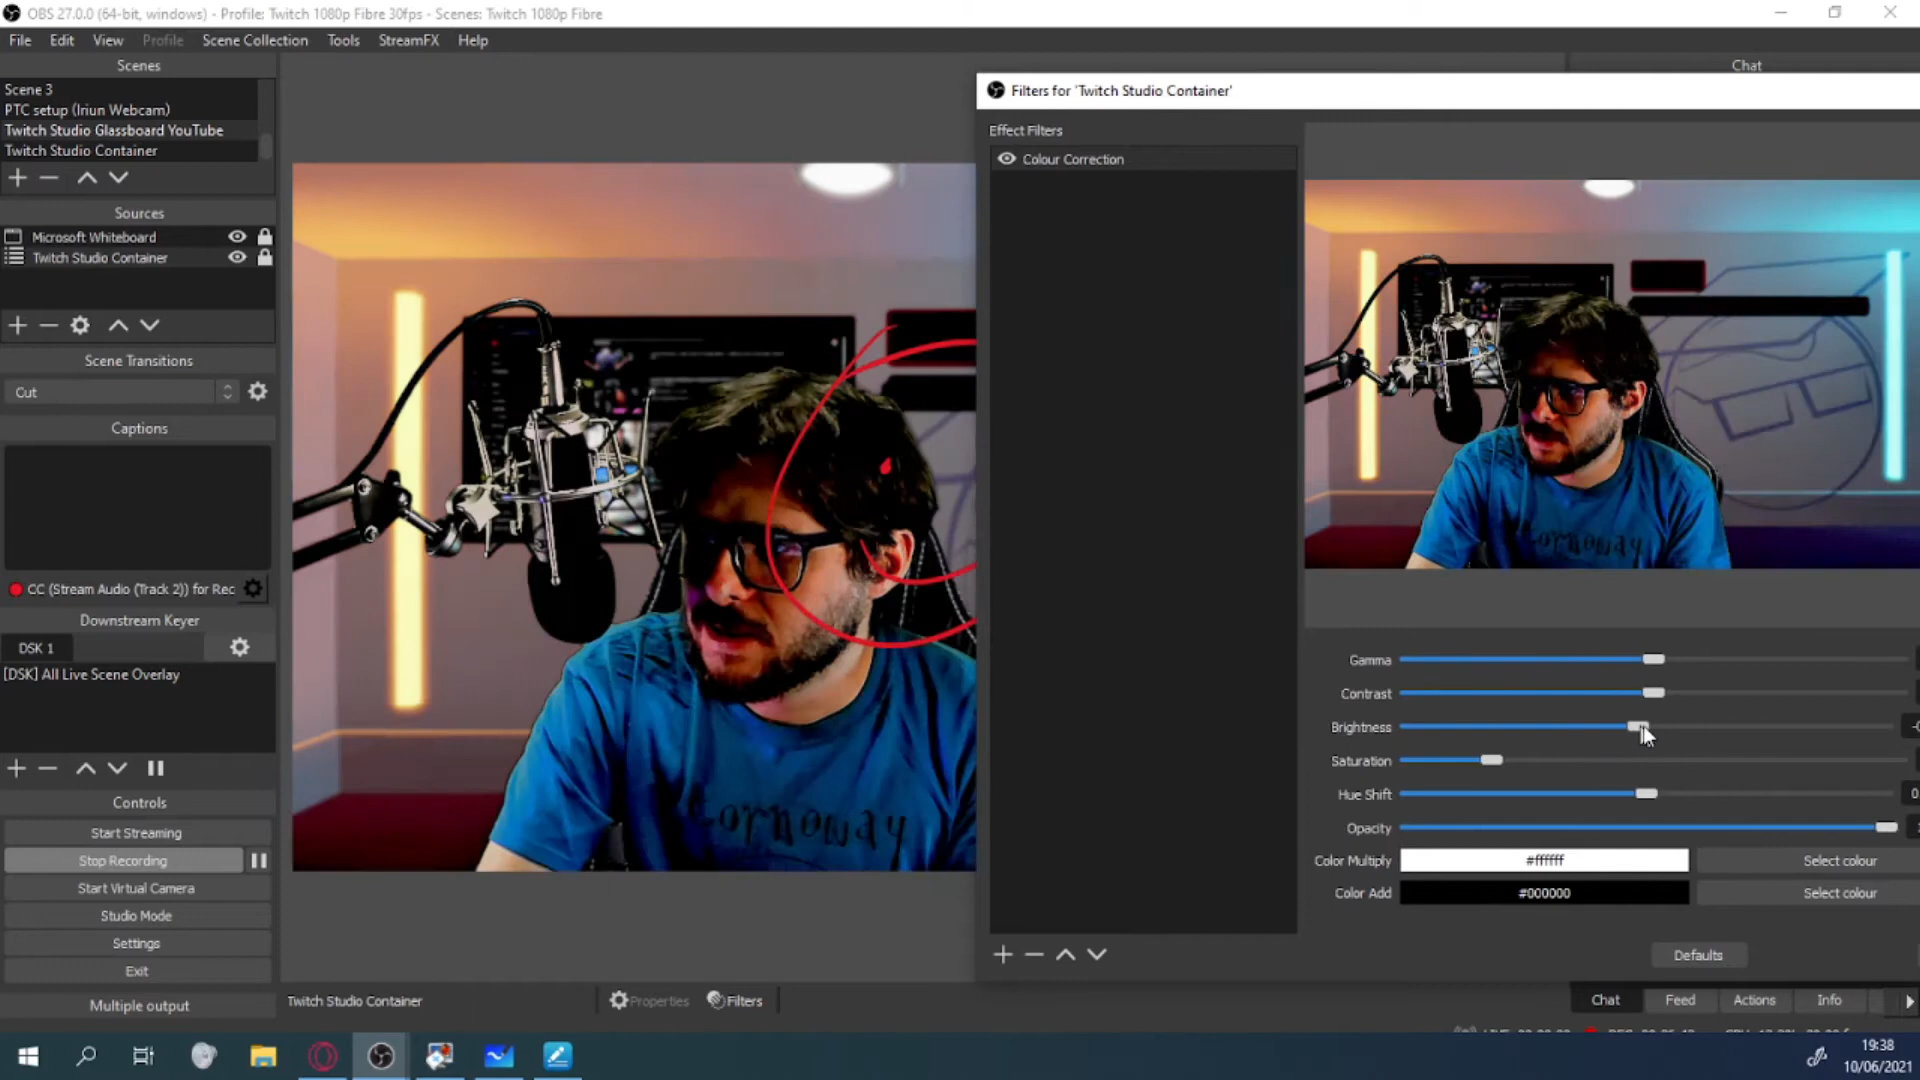 OBS 27.0.0 (64-bit, windows) - Profile: Twitch 1080p Fibre 30fps - Scenes: Twitch 1080p Fibre
File Edit View Profile Scene Collection Tools StreamFX Help
Scenes
Scene 3
PTC setup (Iriun Webcam)
Twitch Studio Glassboard YouTube
Twitch Studio Container
Sources
Microsoft Whiteboard
Twitch Studio Container
Scene Transitions
Cut
Captions
CC (Stream Audio (Track 2)) for Rec
Downstream Keyer
DSK 1
[DSK] All Live Scene Overlay
Controls
Start Streaming
Stop Recording
Start Virtual Camera
Studio Mode
Settings
Exit
Multiple output
Cornoway
Twitch Studio Container
Properties
Filters
Chat
Filters for 'Twitch Studio Container'
Effect Filters
Colour Correction
Cornoway
Gamma
Contrast
Brightness
Saturation
Hue Shift
Opacity
Color Multiply #ffffff Select colour
Color Add #000000 Select colour
Defaults
Chat Feed Actions Info
19:38
10/06/2021